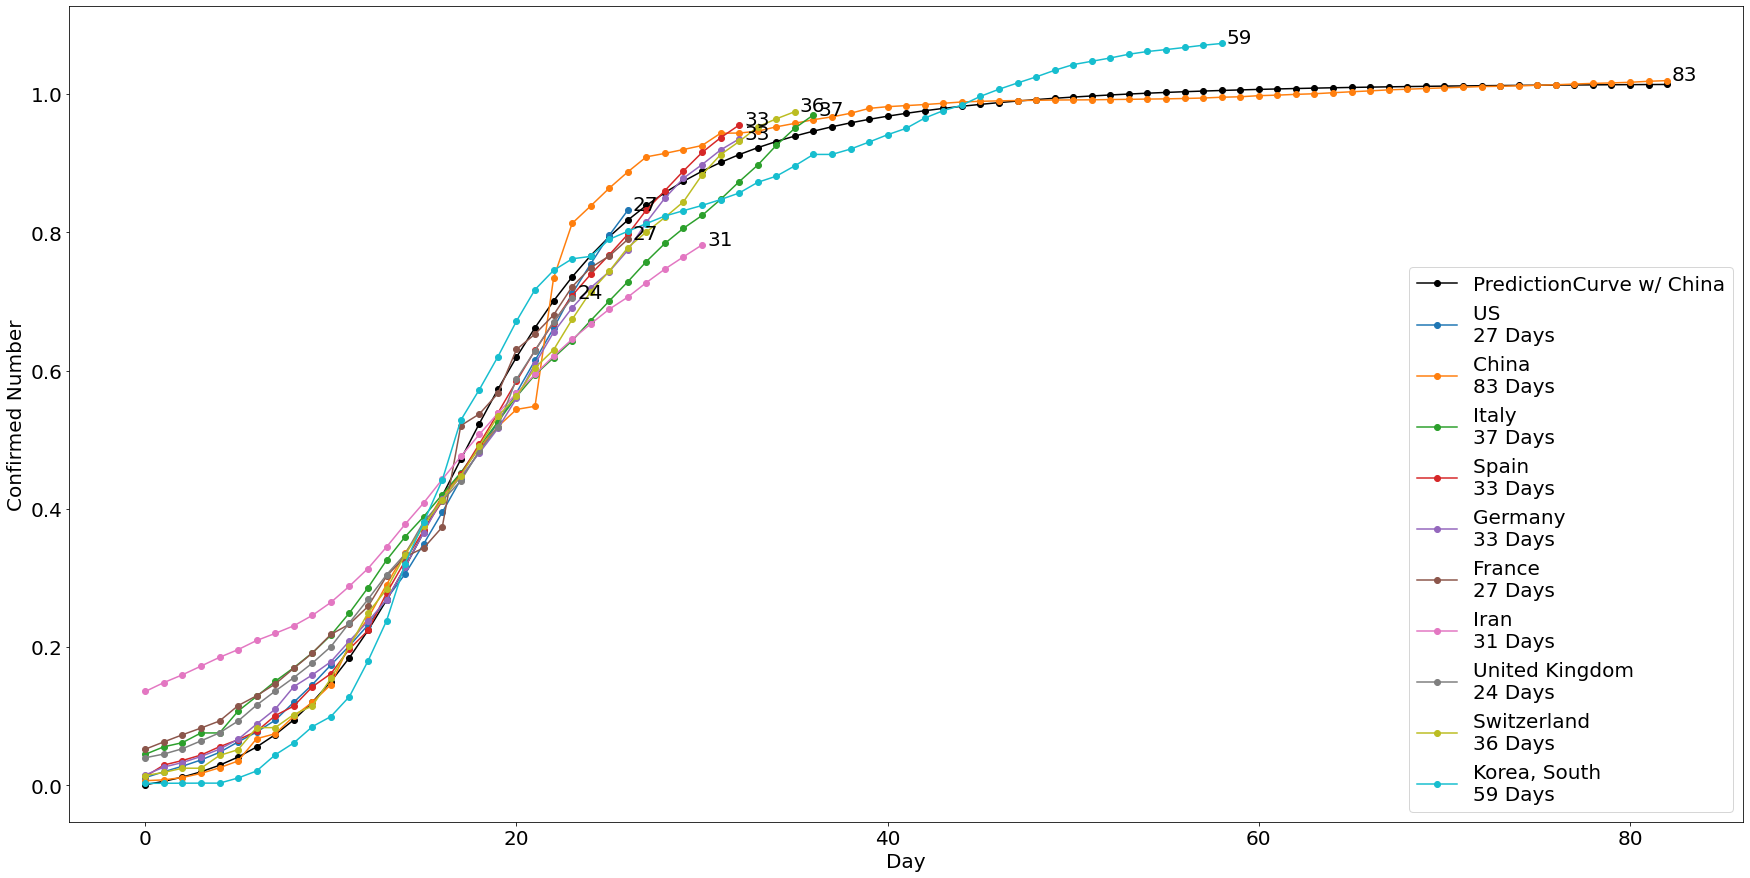 59
83
1.0
36
37
33
33
0.8
27
27
31
24
0.6
0.4
0.2
0.0
Confirmed Number
PredictionCurve w/ China
US
27 Days
China
83 Days
Italy
37 Days
Spain
33 Days
Germany
33 Days
France
27 Days
Iran
31 Days
United Kingdom
24 Days
Switzerland
36 Days
Korea, South
59 Days
0
20
40
60
80
Day